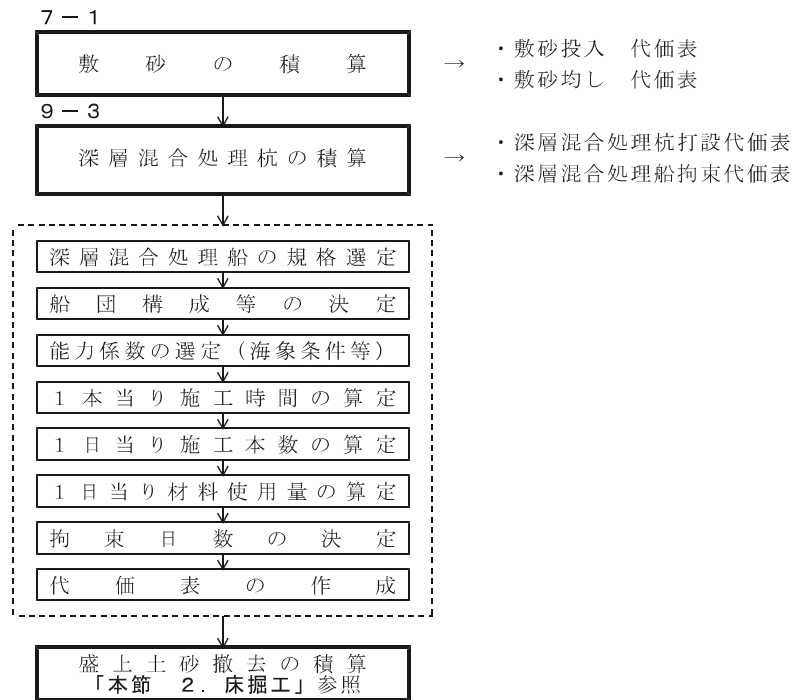 7－1
敷砂の積算
→
・敷砂投入　代価表
・敷砂均し　代価表
9－3
深層混合処理杭の積算
→
・深層混合処理杭打設代価表
・深層混合処理船拘束代価表
深層混合処理船の規格選定
船団構成等の決定
能力係数の選定（海象条件等）
1本当り施工時間の算定
1日当り施工本数の算定
1日当り材料使用量の算定
拘束日数の決定
代価表の作成
盛上土砂撤去の積算
「本節　2．床掘工」参照